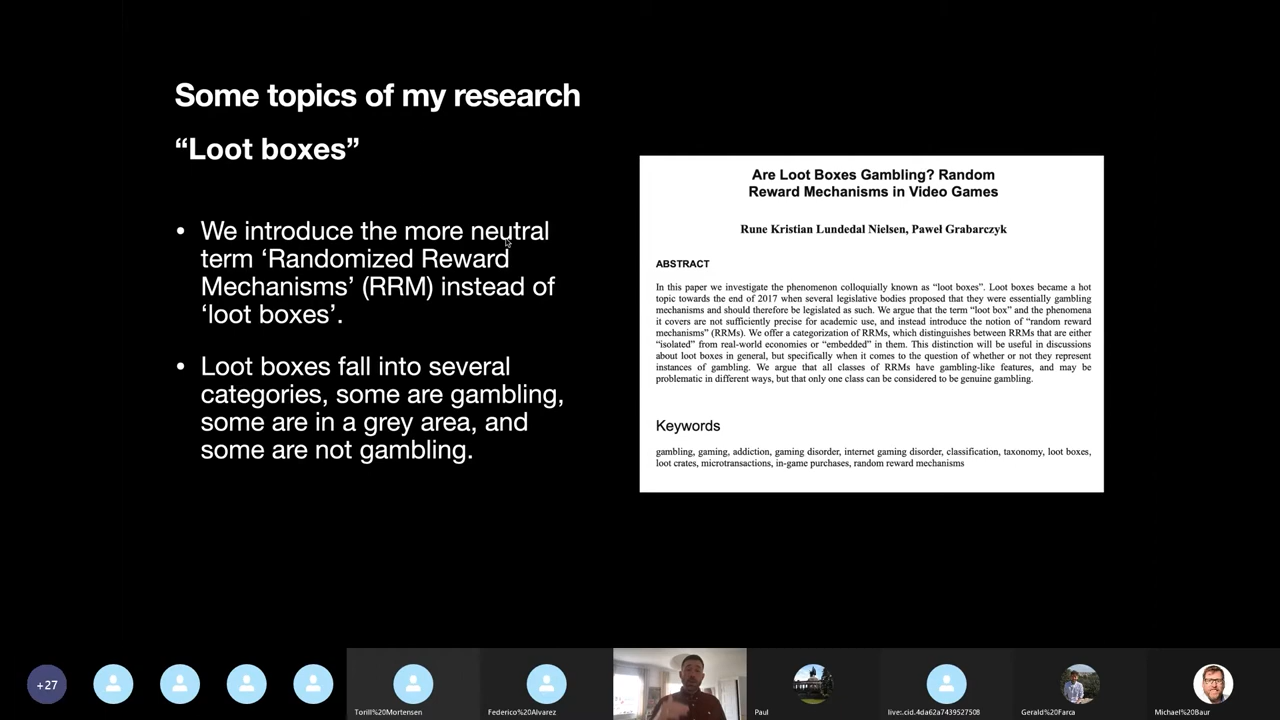 Some topics of my research
“Loot boxes”
• We introduce the more neutral
term ‘Randomized Reward
Mechanisms’ (RRM) instead of
‘loot boxes’.
• Loot boxes fall into several
categories, some are gambling,
some are in a grey area, and
some are not gambling.
Are Loot Boxes Gambling? Random
Reward Mechanisms in Video Games
Rune Kristian Lundedal Nielsen, Paweł Grabarczyk
ABSTRACT
In this paper we investigate the phenomenon colloquially known as “loot boxes”. Loot boxes became a hot
topic towards the end of 2017 when several legislative bodies proposed that they were essentially gambling
mechanisms and should therefore be legislated as such. We argue that the term “loot box” and the phenomena
it covers are not sufficiently precise for academic use, and instead introduce the notion of “random reward
mechanisms” (RRMs). We offer a categorization of RRMs, which distinguishes between RRMs that are either
“isolated” from real-world economies or “embedded” in them. This distinction will be useful in discussions
about loot boxes in general, but specifically when it comes to the question of whether or not they represent
instances of gambling. We argue that all classes of RRMs have gambling-like features, and may be
problematic in different ways, but that only one class can be considered to be genuine gambling.
Keywords
gambling, gaming, addiction, gaming disorder, internet gaming disorder, classification, taxonomy, loot boxes,
loot crates, microtransactions, in-game purchases, random reward mechanisms
+27
Torill%20Mortensen
Federico%20Alvarez
Paul
live:.cid.4da62a7439527508
Gerald%20Farca
Michael%20Baur